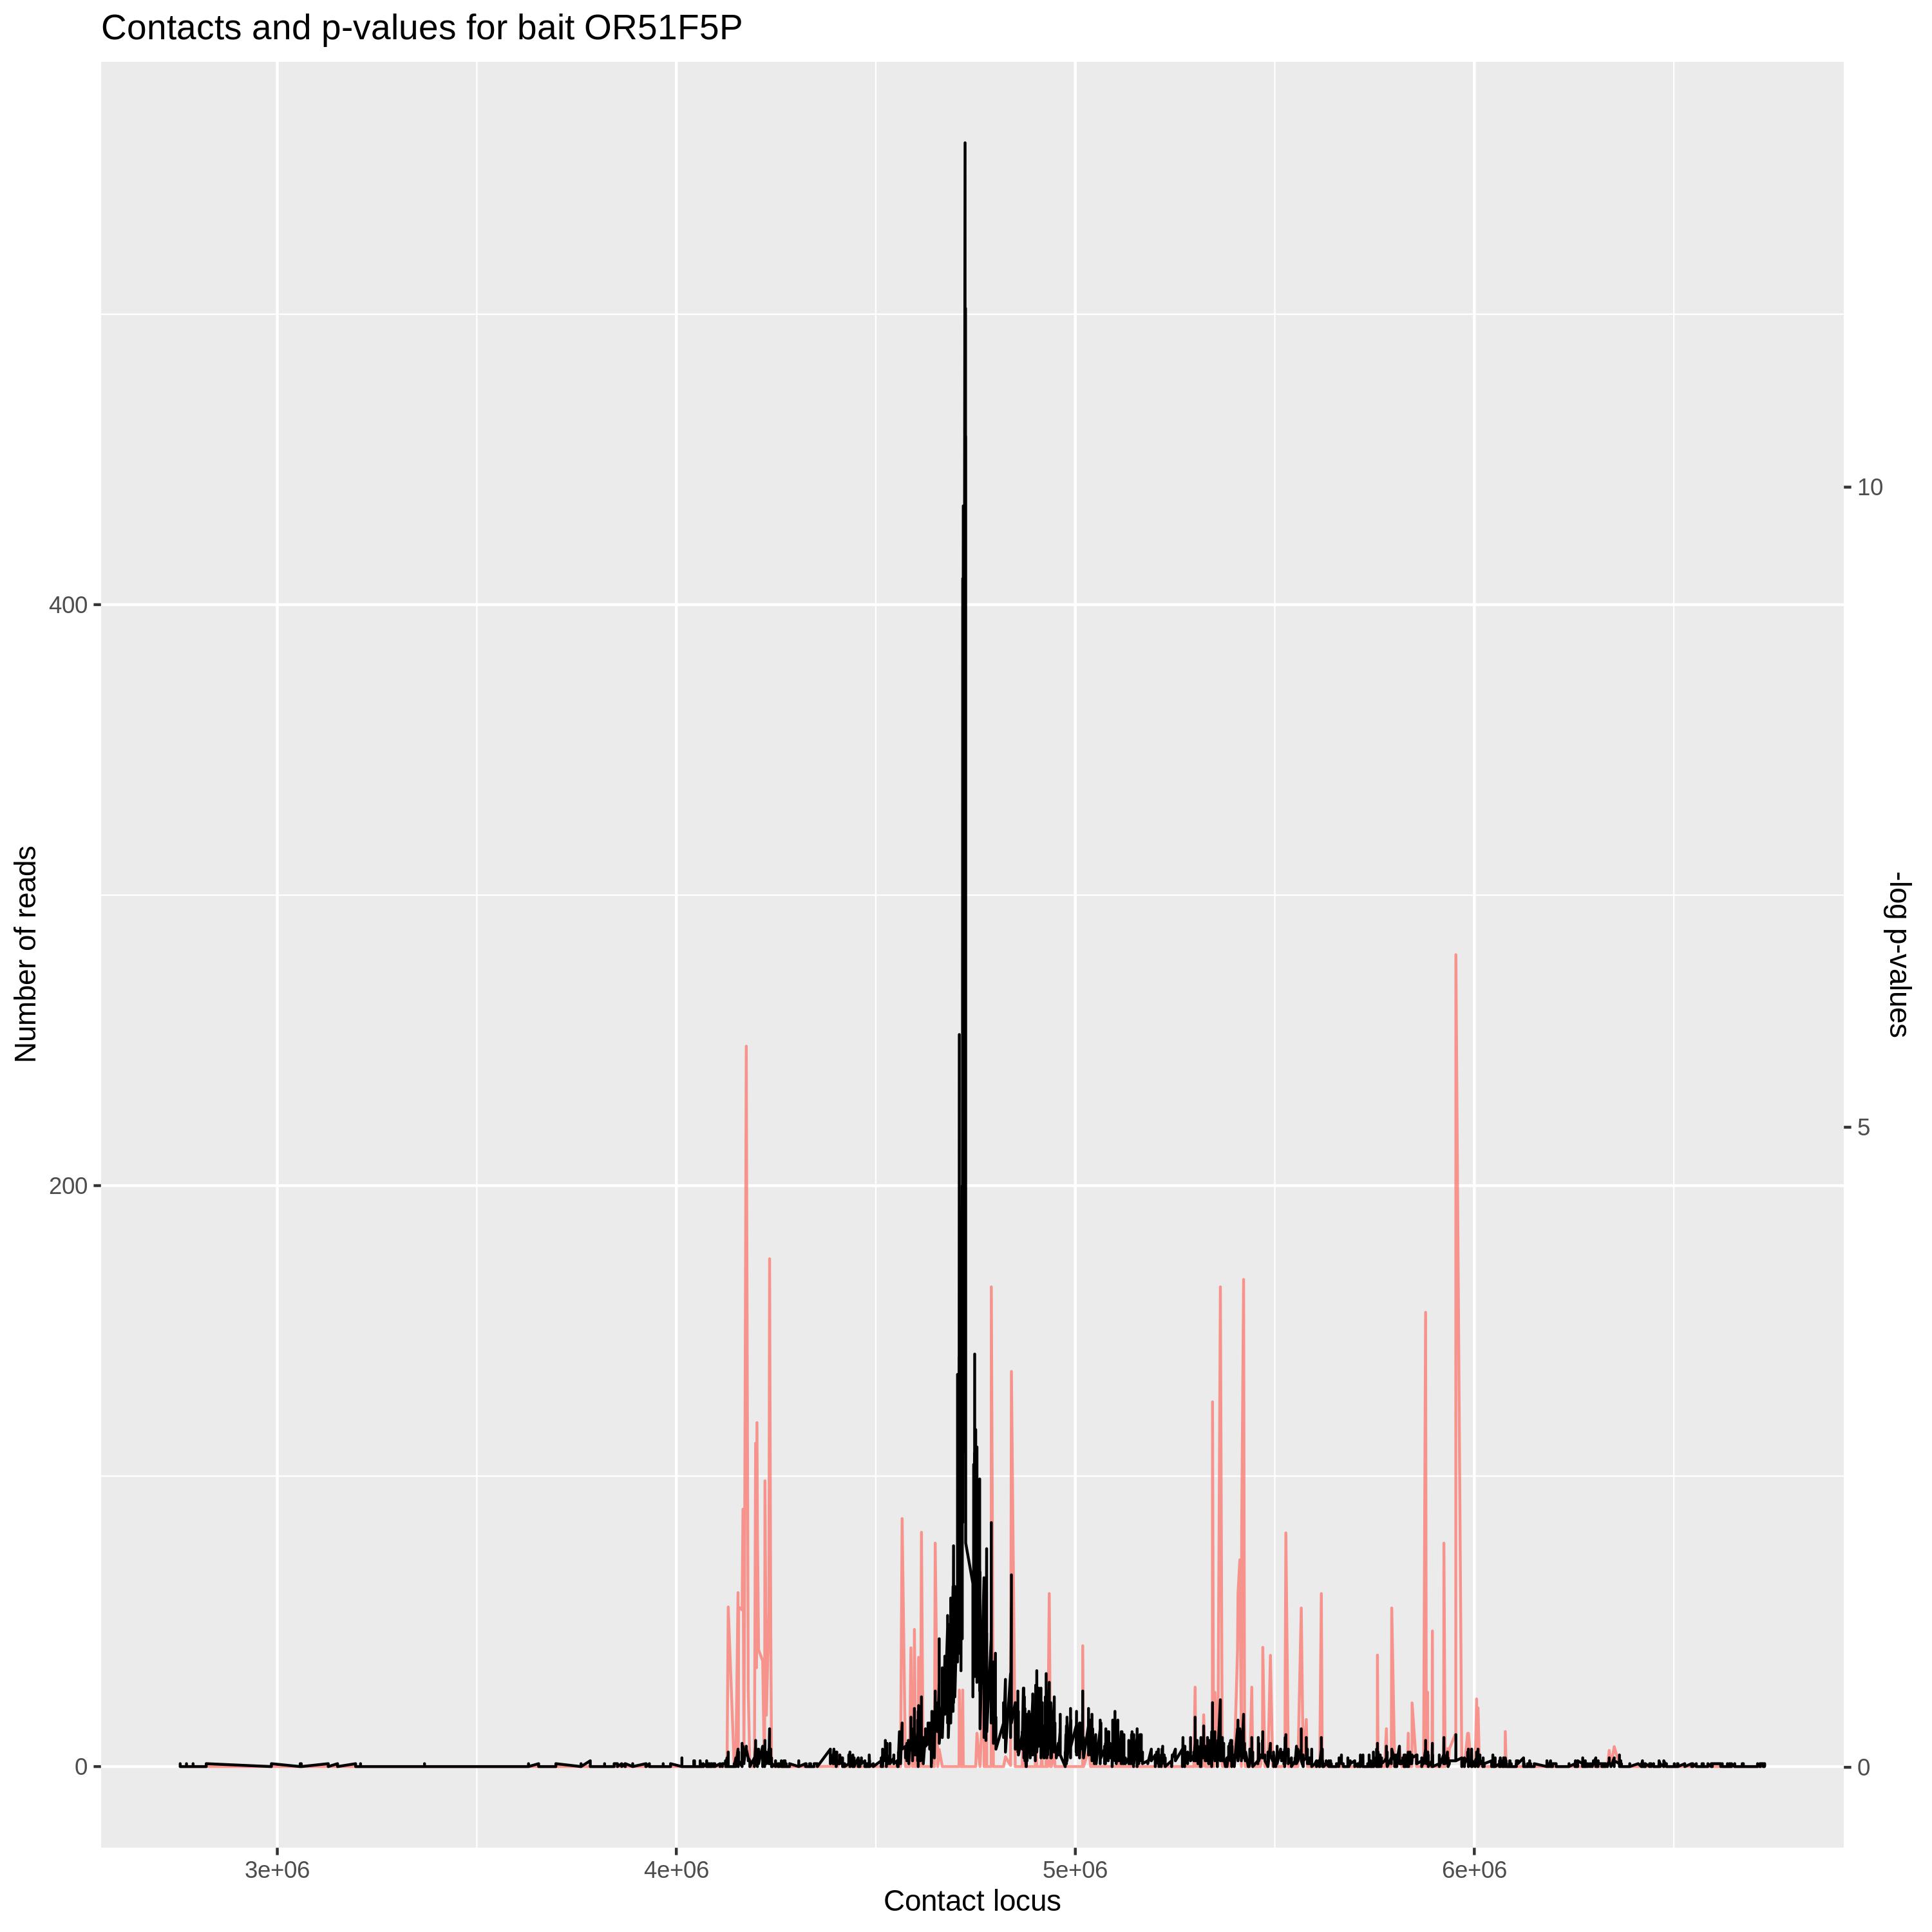 Contacts and p-values for bait OR51F5P
Number of reads
400
200
0
10
5
0
-log p-values
3e+06
4e+06
5e+06
6e+06
Contact locus